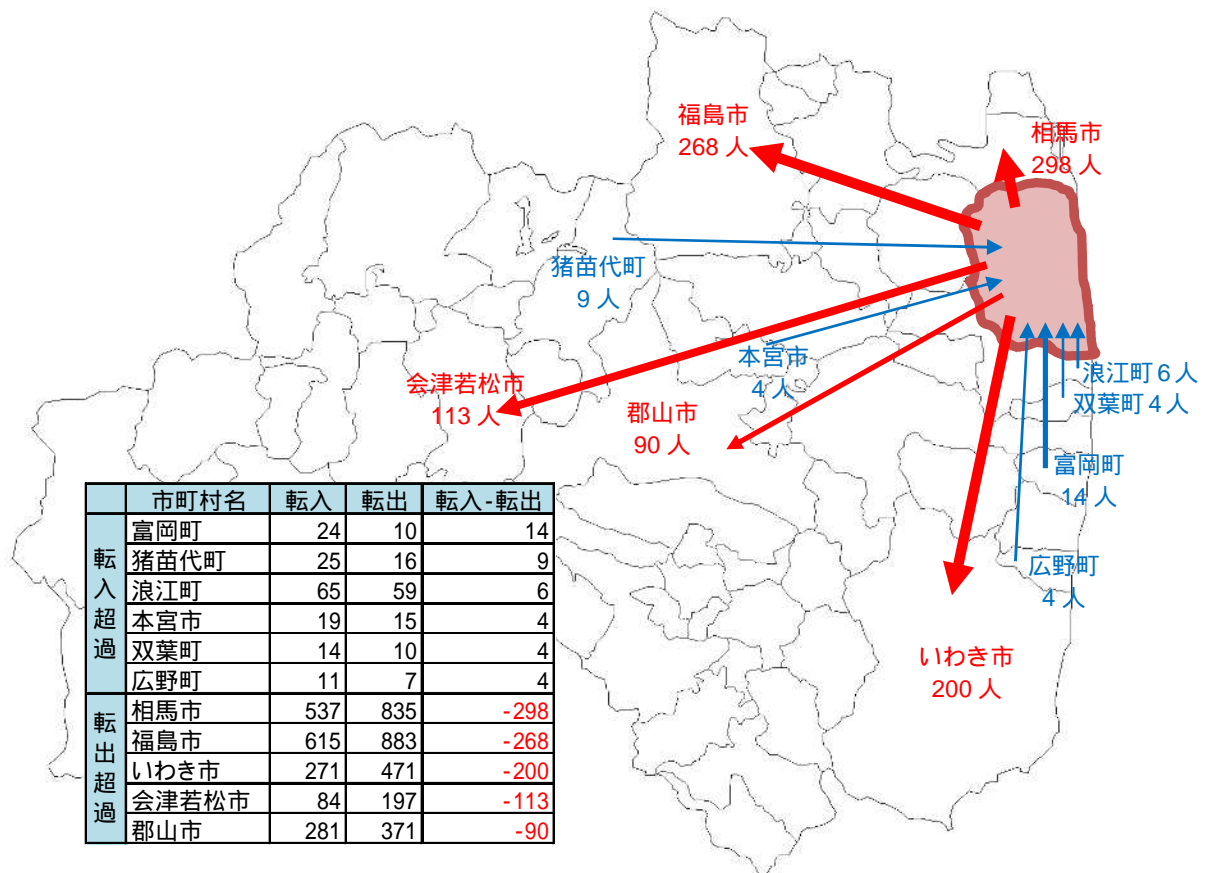 福島市
268 人
相馬市
298 人
猪苗代町
9 人
本宮市
4 人
浪江町 6 人
双葉町 4 人
会津若松市
113 人
郡山市
90 人
富岡町
14 人
広野町
4 人
いわき市
200 人
市町村名 転入 転出 転入-転出
転入超過
富岡町 24 10 14
猪苗代町 25 16 9
浪江町 65 59 6
本宮市 19 15 4
双葉町 14 10 4
広野町 11 7 4
転出超過
相馬市 537 835 -298
福島市 615 883 -268
いわき市 271 471 -200
会津若松市 84 197 -113
郡山市 281 371 -90